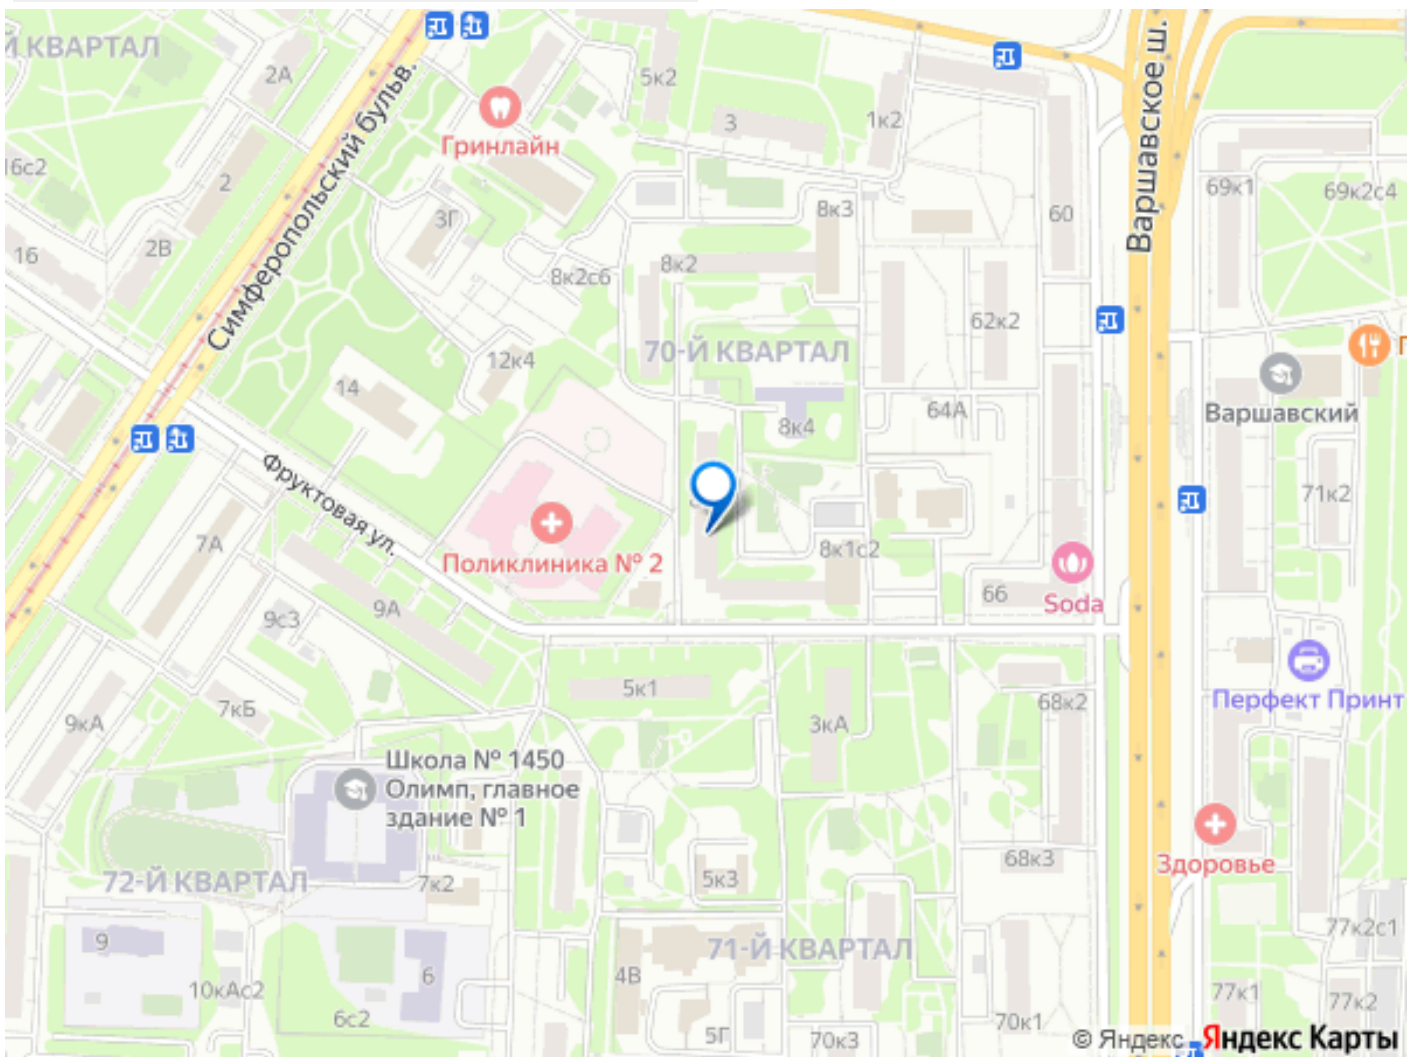 Й КВАРТАЛ
2А
5к2
Варшавское ш.
Симферопольский бульв.
Гринлайн
3
1к2
16с2
2
69к1
69к2с4
3Г
8к3
60
16
2В
8к2
8к2с6
62к2
70-Й КВАРТАЛ
12к4
14
Варшавский
64А
8к4
Фруктовая ул.
71к2
7А
Поликлиника № 2
8к1с2
66
Soda
9А
9с3
5к1
Перфект Принт
68к2
7кБ
9кА
3кА
Школа № 1450
Олимп, главное
здание № 1
68к3
Здоровье
72-Й КВАРТАЛ
7к2
5к3
77к2с1
9
71-Й КВАРТАЛ
4В
6
10кАс2
77к1
77к2
6с2
5Г
70к3
70к1
© Яндекс
Яндекс Карты